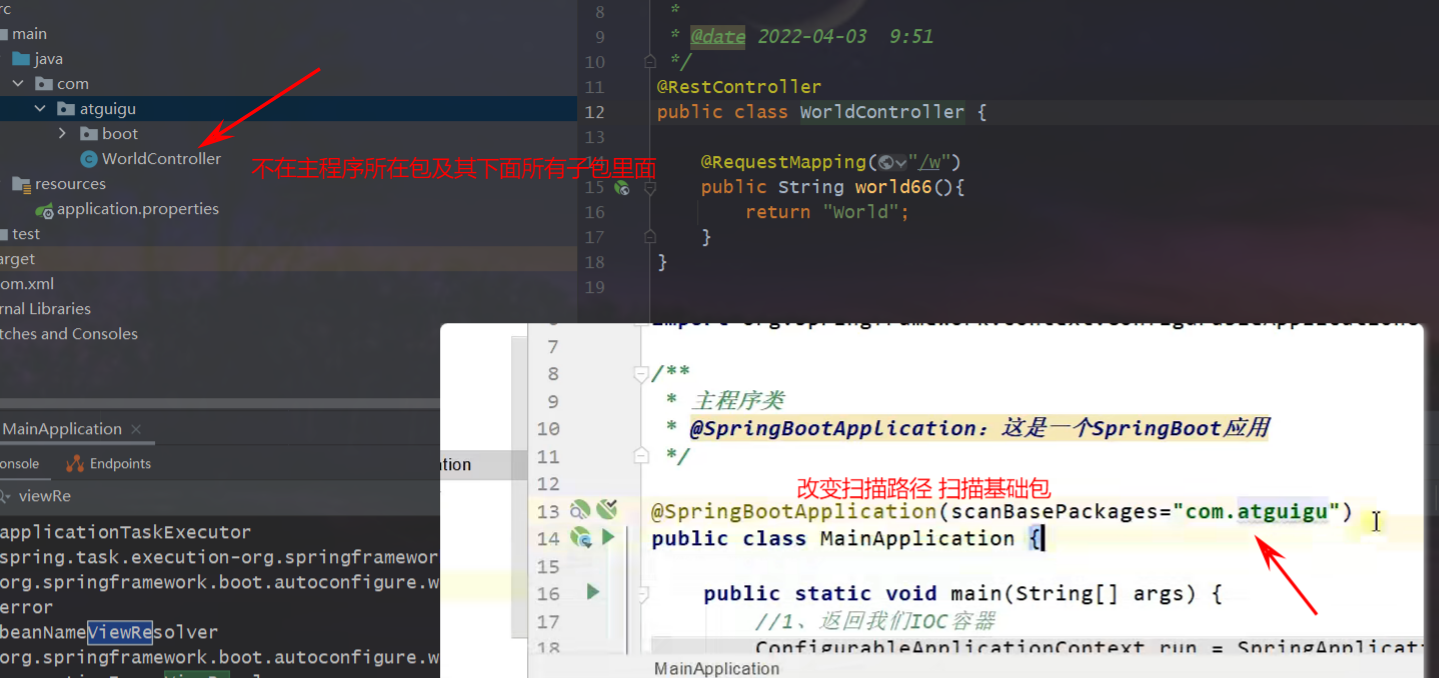 rc
main
java
com
atguigu
boot
WorldController
不在主程序所在包及其下面所有子包里面
resources
application.properties
test
arget
om.xml
rnal Libraries
tches and Consoles
8 *
9 * @date 2022-04-03 9:51
10 */
11 @RestController
12 public class WorldController {
13
14 @RequestMapping("/w")
15 public String world66(){
16 return "World";
17 }
18 }
19
MainApplication ×
onsole
Endpoints
viewRe
applicationTaskExecutor
spring.task.execution-org.springframewor
org.springframework.boot.autoconfigure.w
error
beanNameViewResolver
org.springframework.boot.autoconfigure.w
tion
7
8 /**
9 * 主程序类
10 * @SpringBootApplication：这是一个SpringBoot应用
11 */
12
改变扫描路径 扫描基础包
13 @SpringBootApplication(scanBasePackages="com.atguigu")
14 public class MainApplication {
15
16 public static void main(String[] args) {
17 //1、返回我们IOC容器
18 ConfigurableApplicationContext run = SpringApplicati
MainApplication